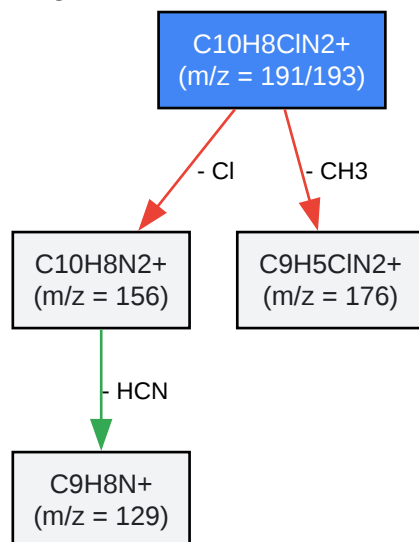 C10H8ClN2+
(m/z = 191/193)
- Cl
- CH3
C10H8N2+
(m/z = 156)
C9H5ClN2+
(m/z = 176)
- HCN
C9H8N+
(m/z = 129)